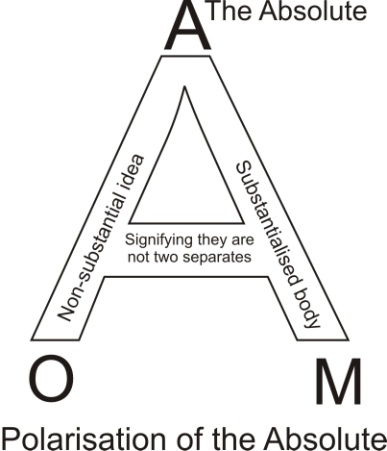 A The Absolute
Non-substantial idea
Substantialised body
Signifying they are
not two separates
O M
Polarisation of the Absolute